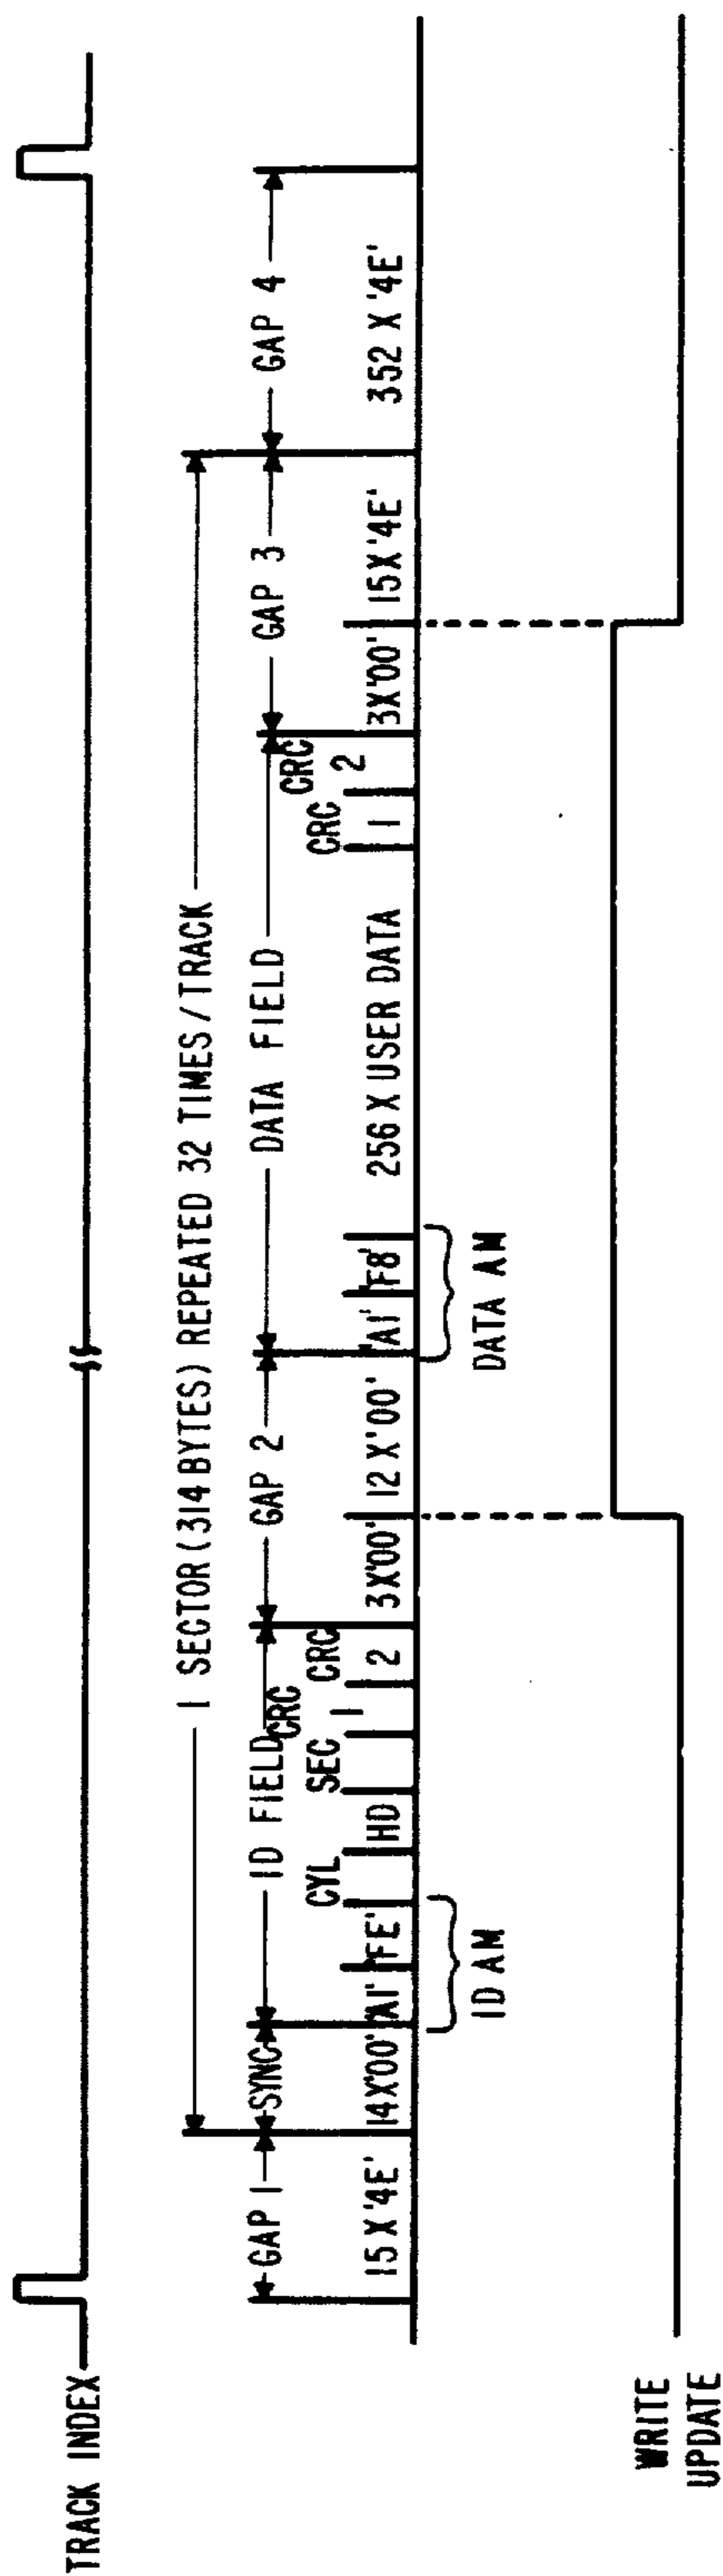 TRACK INDEX
1 SECTOR (314 BYTES) REPEATED 32 TIMES / TRACK
GAP 1 SYNC ID FIELD GAP 2 DATA FIELD GAP 3 GAP 4
CYL SEC CRC CRC CRC CRC
15 X '4E' 14X'00' 'A1' 'FE' HD 1 2 3X'00' 12 X '00' 'A1' 'F8' 256 X USER DATA 1 2 3X'00' 15 X '4E' 352 X '4E'
ID AM DATA AM
WRITE
UPDATE